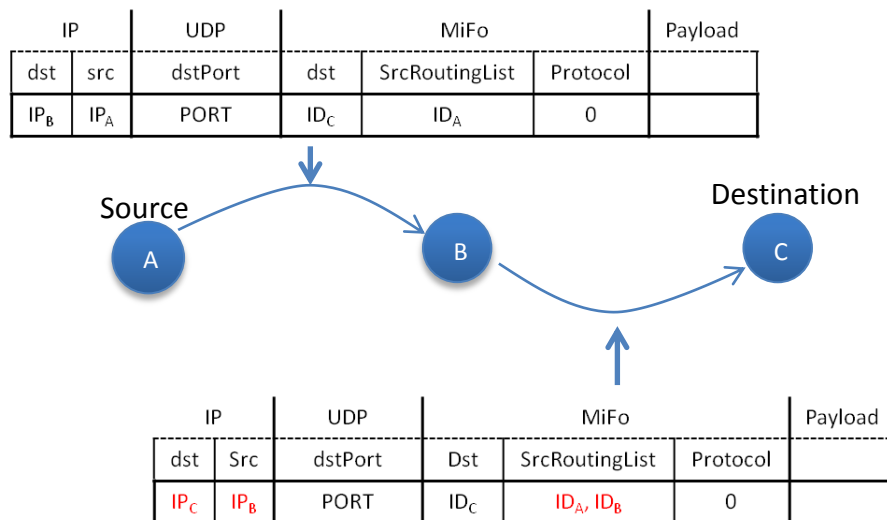 IP UDP MiFo Payload
dst src dstPort dst SrcRoutingList Protocol
IP_B IP_A PORT ID_C ID_A 0
Source Destination
A B C
IP UDP MiFo Payload
dst Src dstPort Dst SrcRoutingList Protocol
IP_C IP_B PORT ID_C ID_A, ID_B 0